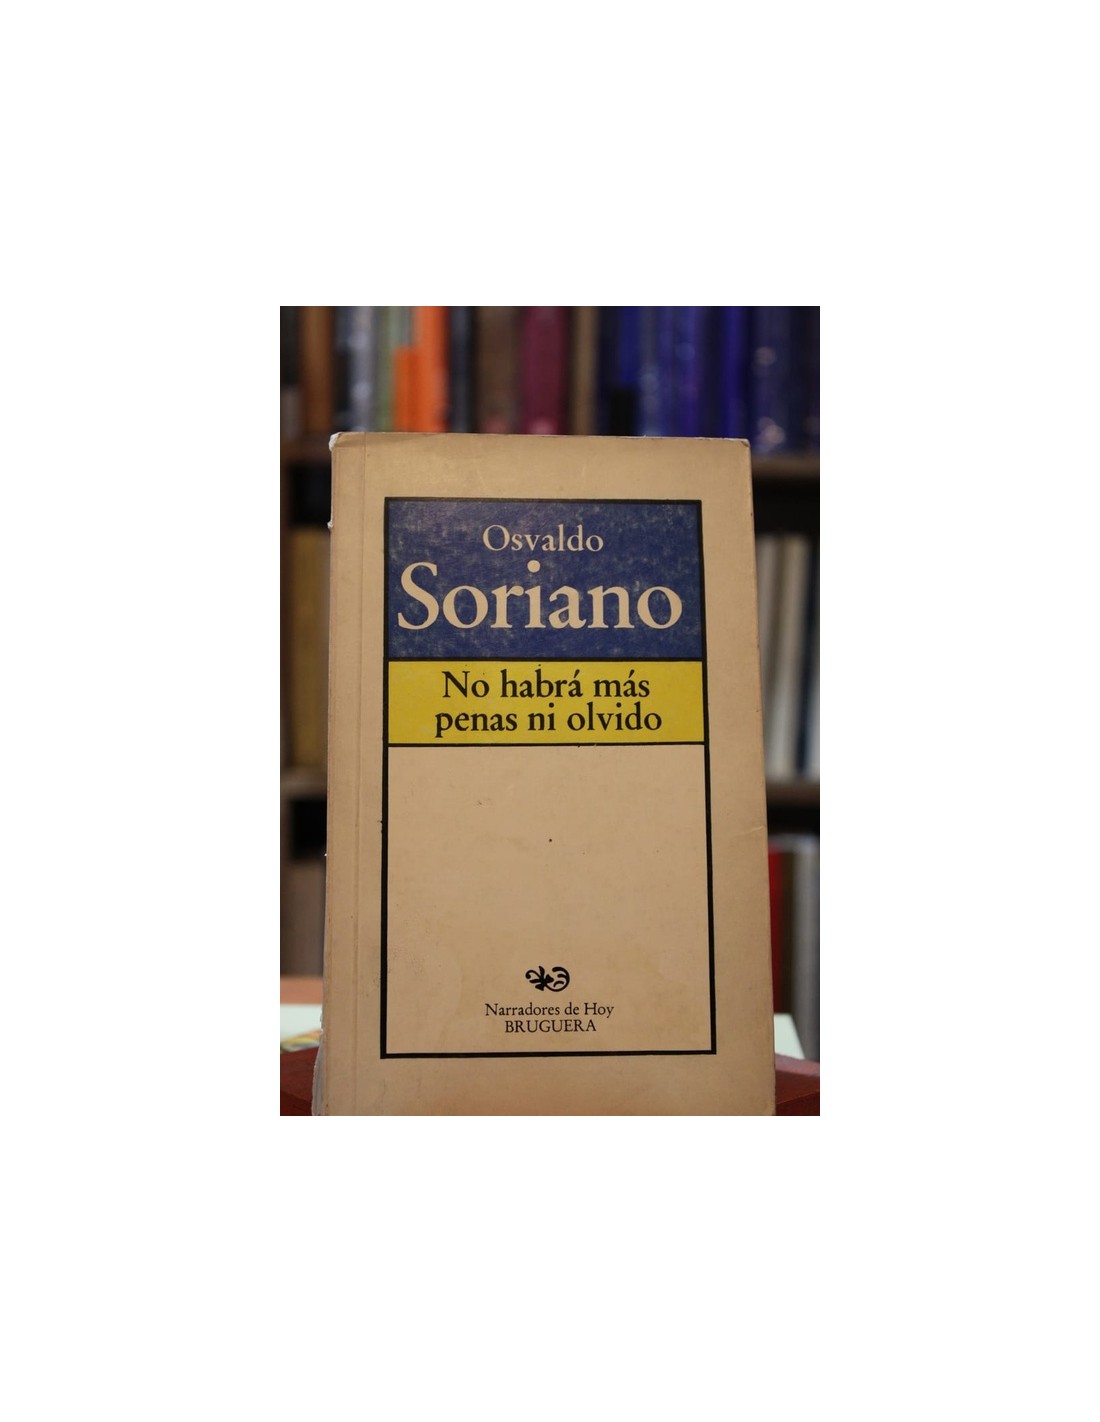 Osvaldo
Soriano
No habrá más
penas ni olvido
Narradores de Hoy
BRUGUERA